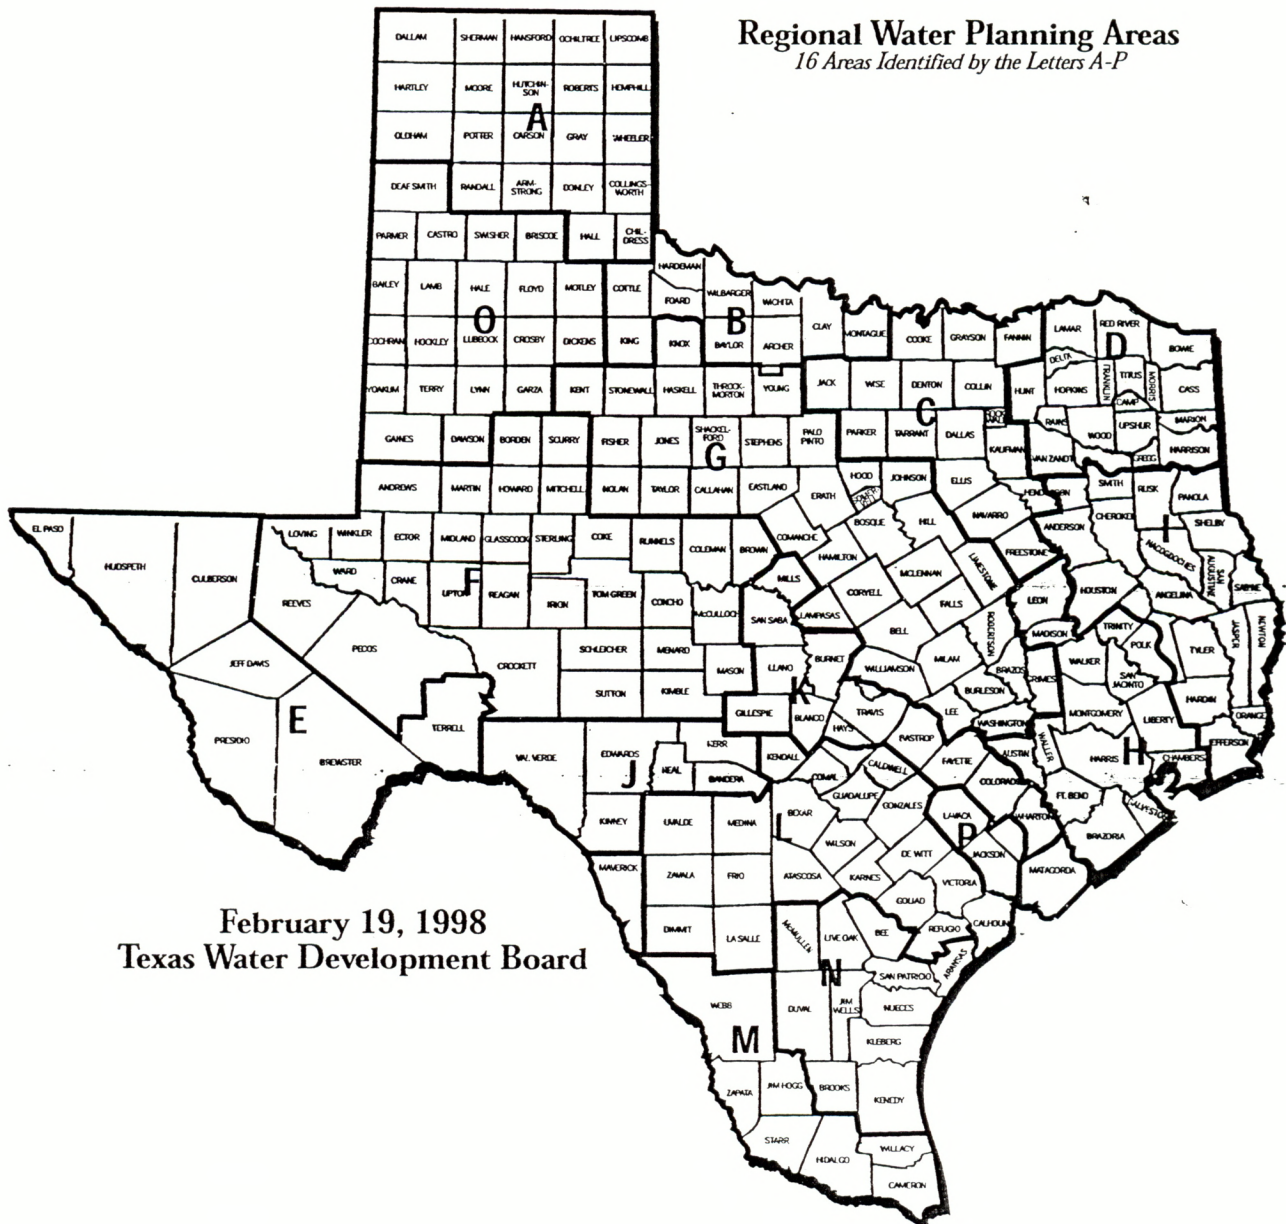 Regional Water Planning Areas
16 Areas Identified by the Letters A-P
DALLAM SHERMAN HANSFORD OCHILTREE LIPSCOMB
HARTLEY MOORE HUTCHIN-
SON ROBERTS HEMPHILL
A
OLDHAM POTTER CARSON GRAY WHEELER
DEAF SMITH RANDALL ARM-
STRONG DONLEY COLLINGS-
WORTH
PARMER CASTRO SWISHER BRISCOE HALL CHIL-
DRESS
HARDEMAN
BAILEY LAMB HALE FLOYD MOTLEY COTTLE FOARD WILBARGER WICHITA
O B
CLAY MONTAGUE COOKE GRAYSON FANNIN LAMAR RED RIVER
COCHRAN HOCKLEY LUBBOCK CROSBY DICKENS KING KNOX BAYLOR ARCHER
D
DELTA FRANKLIN TITUS MORRIS BOWIE
YOAKUM TERRY LYNN GARZA KENT STONEWALL HASKELL THROCK-
MORTON YOUNG JACK WISE DENTON COLLIN HUNT HOPKINS CAMP CASS
C
GAINES DAWSON BORDEN SCURRY FISHER JONES SHACKEL-
FORD STEPHENS PALO
PINTO PARKER TARRANT DALLAS KAUFMAN RAINS WOOD UPSHUR MARION
G
VAN ZANDT GREGG HARRISON
ANDREWS MARTIN HOWARD MITCHELL NOLAN TAYLOR CALLAHAN EASTLAND ERATH HOOD JOHNSON ELLIS SMITH RUSK PANOLA
BOSQUE HILL NAVARRO ANDERSON CHEROKEE SHELBY
I
EL PASO HUDSPETH CULBERSON
LOVING WINKLER ECTOR MIDLAND GLASSCOCK STERLING COKE RUNNELS COLEMAN BROWN COMANCHE HAMILTON FREESTONE NACOGDOCHES
WARD CRANE UPTON REAGAN IRION TOM GREEN CONCHO MILLS CORYELL MCLENNAN LIMESTONE HOUSTON ANGELINA SAN
AUGUSTINE SABINE
F
REEVES PECOS McCULLOCH SAN SABA LAMPASAS BELL FALLS ROBERTSON LEON MADISON TRINITY POLK TYLER JASPER NEWTON
JEFF DAVIS CROCKETT SCHLEICHER MENARD MASON LLANO BURNET WILLIAMSON MILAM BRAZOS GRIMES WALKER SAN
JACINTO
K
SUTTON KIMBLE GILLESPIE BLANCO TRAVIS BURLESON LEE WASHINGTON MONTGOMERY LIBERTY HARDIN ORANGE
E
PRESIDIO BREWSTER TERRELL VAL VERDE EDWARDS KERR KENDALL HAYS BASTROP FAYETTE AUSTIN WALLER HARRIS CHAMBERS JEFFERSON
H
J
REAL BANDERA COMAL CALDWELL COLORADO FT. BEND
GUADALUPE GONZALES LAVACA WHARTON BRAZORIA GALVESTON
KINNEY UVALDE MEDINA BEXAR WILSON
L P
MAVERICK ZAVALA FRIO ATASCOSA KARNES DE WITT JACKSON MATAGORDA
VICTORIA GOLIAD
DIMMIT LA SALLE McMULLEN LIVE OAK BEE REFUGIO CALHOUN
ARANSAS
N
SAN PATRICIO
WEBB DUVAL JIM
WELLS NUECES
M
KLEBERG
ZAPATA JIM HOGG BROOKS KENEDY
STARR HIDALGO WILLACY
CAMERON
February 19, 1998
Texas Water Development Board